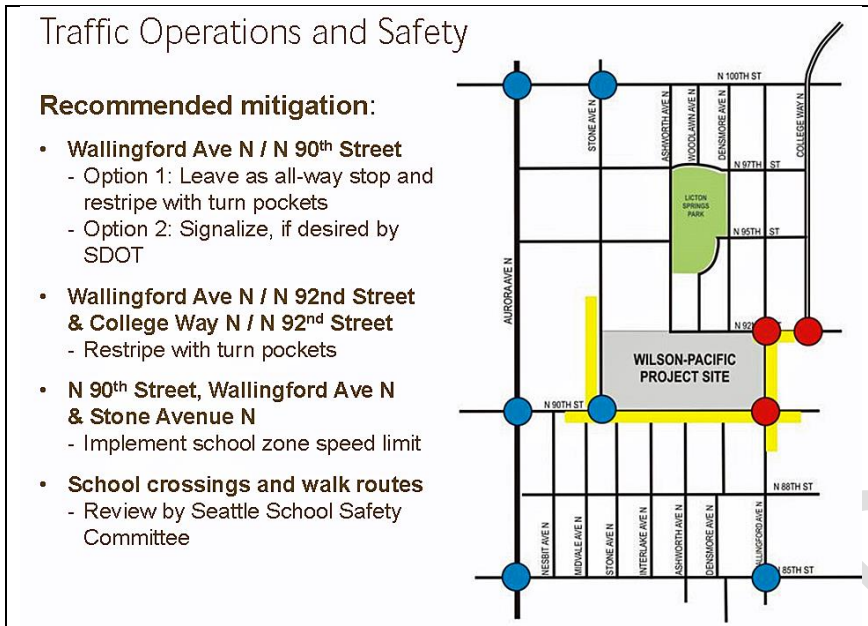 Traffic Operations and Safety
Recommended mitigation:
• Wallingford Ave N / N 90th Street
- Option 1: Leave as all-way stop and
restripe with turn pockets
- Option 2: Signalize, if desired by
SDOT
• Wallingford Ave N / N 92nd Street
& College Way N / N 92nd Street
- Restripe with turn pockets
• N 90th Street, Wallingford Ave N
& Stone Avenue N
- Implement school zone speed limit
• School crossings and walk routes
- Review by Seattle School Safety
Committee
N 100TH ST
STONE AVE N
ASHWORTH AVE N
WOODLAWN AVE N
DENSMORE AVE N
COLLEGE WAY N
N 97TH ST
LICTON
SPRINGS
PARK
N 95TH ST
AURORA AVE N
N 92N
WILSON-PACIFIC
PROJECT SITE
N 90TH ST
N 88TH ST
NESBIT AVE N
MIDVALE AVE N
STONE AVE N
INTERLAKE AVE N
ASHWORTH AVE N
DENSMORE AVE N
ALLINGFORD AVE N
85TH ST